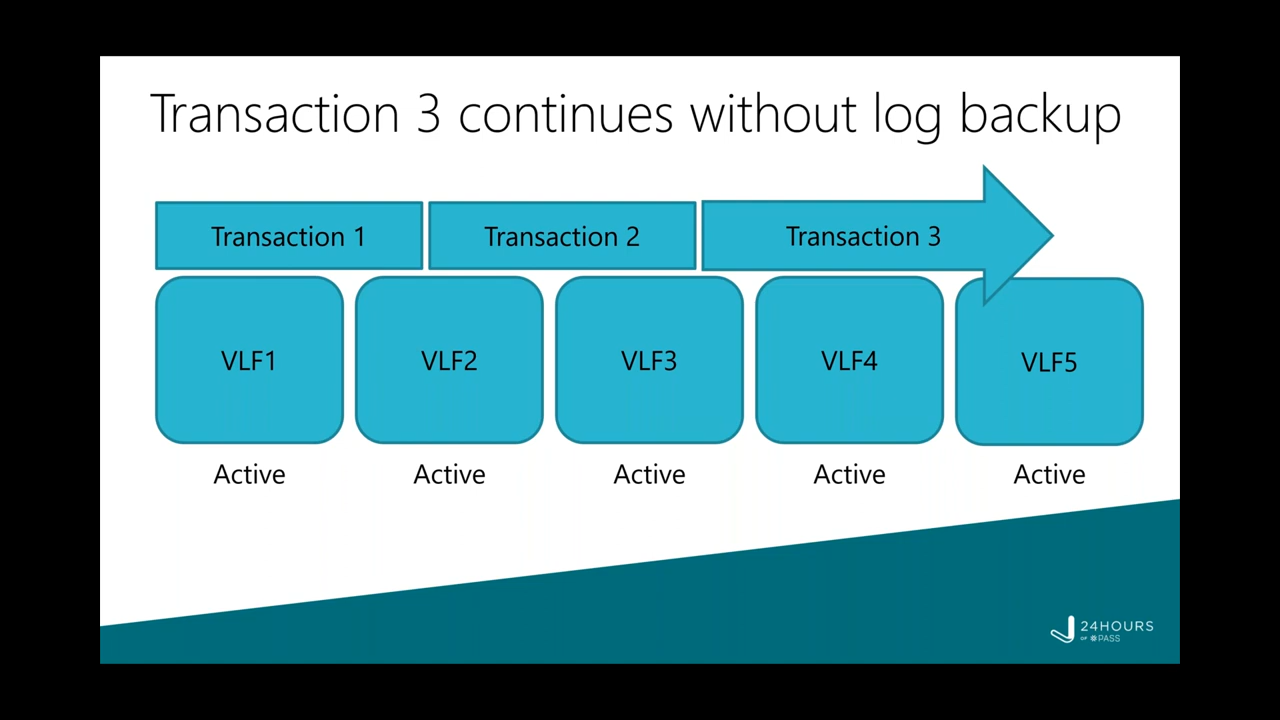 Transaction 3 continues without log backup
Transaction 1
Transaction 2
Transaction 3
VLF1
VLF2
VLF3
VLF4
VLF5
Active
Active
Active
Active
Active
24HOURS
OF PASS